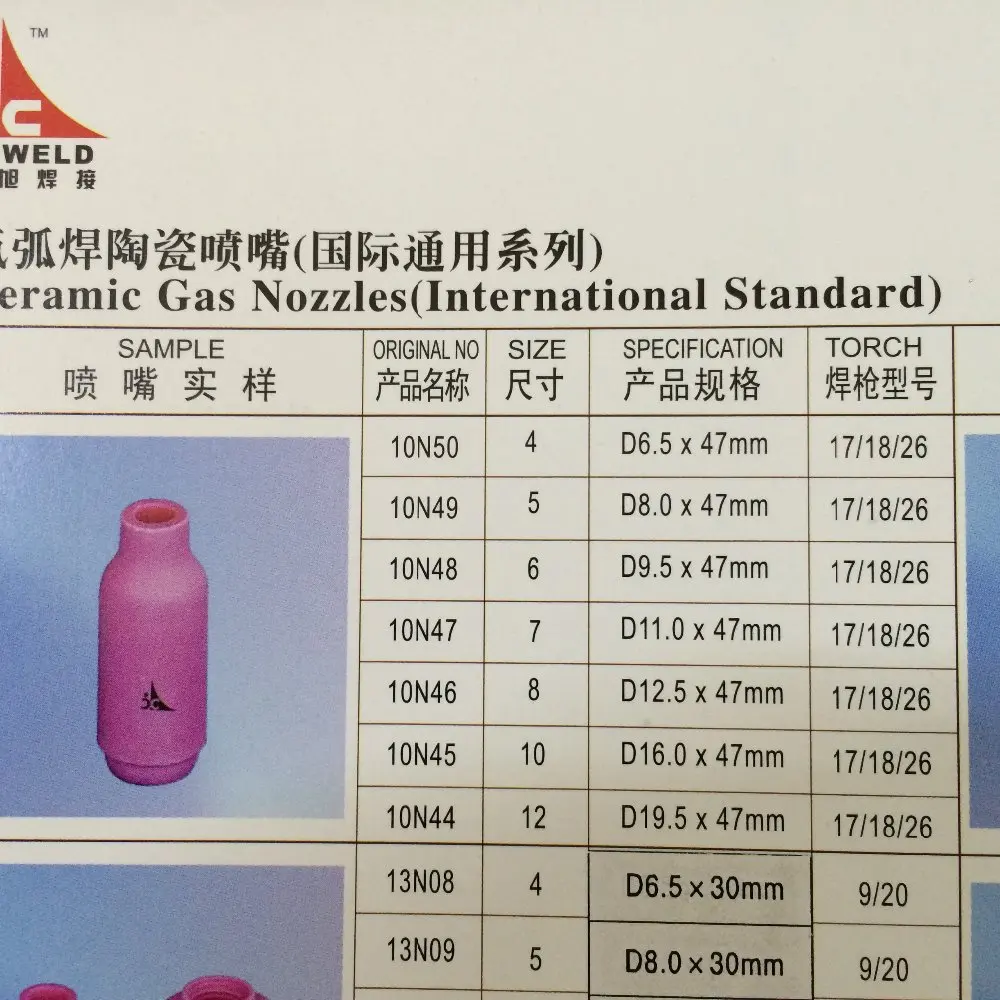 TM
C
WELD
旭 焊 接
弧焊陶瓷喷嘴(国际通用系列)
eramic Gas Nozzles(International Standard)
SAMPLE ORIGINAL NO SIZE SPECIFICATION TORCH
喷 嘴 实 样 产品名称 尺寸 产品规格 焊枪型号
10N50 4 D6.5 x 47mm 17/18/26
10N49 5 D8.0 x 47mm 17/18/26
10N48 6 D9.5 x 47mm 17/18/26
10N47 7 D11.0 x 47mm 17/18/26
10N46 8 D12.5 x 47mm 17/18/26
10N45 10 D16.0 x 47mm 17/18/26
10N44 12 D19.5 x 47mm 17/18/26
13N08 4 D6.5×30mm 9/20
13N09 5 D8.0×30mm 9/20